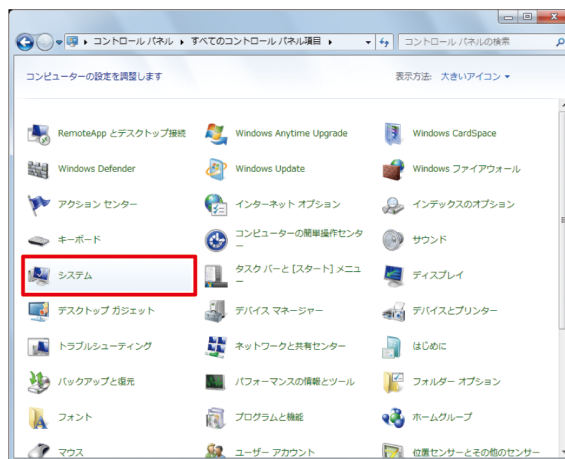 コントロール パネル ▸ すべてのコントロール パネル項目 ▸
コントロール パネルの検索
コンピューターの設定を調整します
表示方法: 大きいアイコン
RemoteApp とデスクトップ接続
Windows Anytime Upgrade
Windows CardSpace
Windows Defender
Windows Update
Windows ファイアウォール
アクション センター
インターネット オプション
インデックスのオプション
キーボード
コンピューターの簡単操作センタ
ー
サウンド
システム
タスク バーと [スタート] メニュ
ー
ディスプレイ
デスクトップ ガジェット
デバイス マネージャー
デバイスとプリンター
トラブルシューティング
ネットワークと共有センター
はじめに
バックアップと復元
パフォーマンスの情報とツール
フォルダー オプション
フォント
プログラムと機能
ホームグループ
マウス
ユーザー アカウント
位置センサーとその他のセンサー